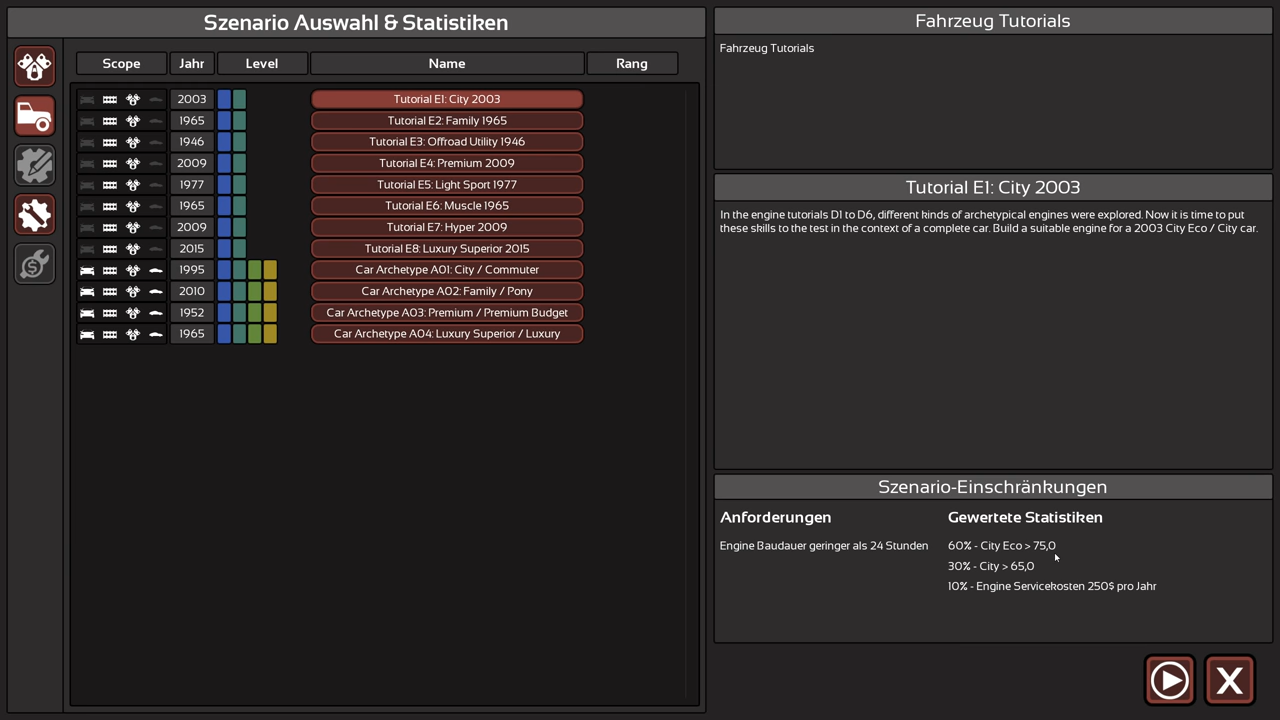 Szenario Auswahl & Statistiken
Scope Jahr Level Name Rang
2003 Tutorial E1: City 2003
1965 Tutorial E2: Family 1965
1946 Tutorial E3: Offroad Utility 1946
2009 Tutorial E4: Premium 2009
1977 Tutorial E5: Light Sport 1977
1965 Tutorial E6: Muscle 1965
2009 Tutorial E7: Hyper 2009
2015 Tutorial E8: Luxury Superior 2015
1995 Car Archetype A01: City / Commuter
2010 Car Archetype A02: Family / Pony
1952 Car Archetype A03: Premium / Premium Budget
1965 Car Archetype A04: Luxury Superior / Luxury
Fahrzeug Tutorials
Fahrzeug Tutorials
Tutorial E1: City 2003
In the engine tutorials D1 to D6, different kinds of archetypical engines were explored. Now it is time to put
these skills to the test in the context of a complete car. Build a suitable engine for a 2003 City Eco / City car.
Szenario-Einschränkungen
Anforderungen
Engine Baudauer geringer als 24 Stunden
Gewertete Statistiken
60% - City Eco > 75,0
30% - City > 65,0
10% - Engine Servicekosten 250$ pro Jahr